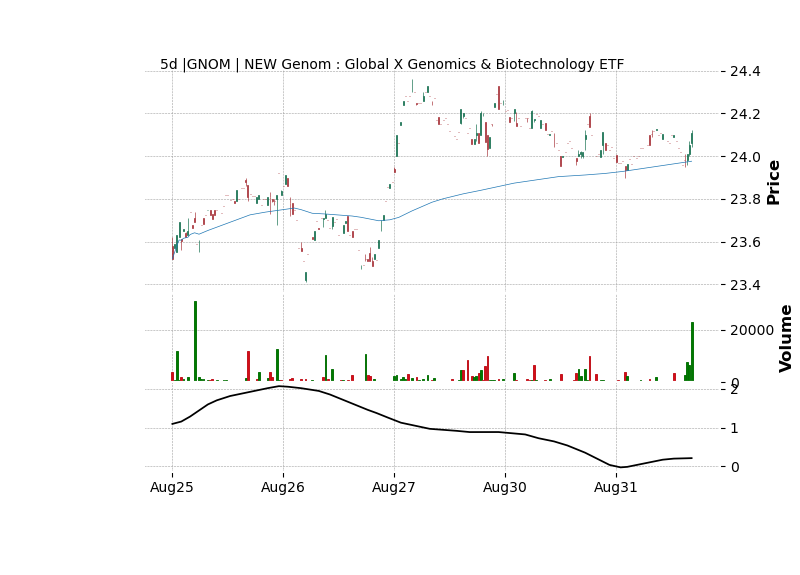 5d |GNOM | NEW Genom : Global X Genomics & Biotechnology ETF
24.4
24.2
24.0
23.8
23.6
23.4
Price
20000
0
Volume
2
1
0
Aug25 Aug26 Aug27 Aug30 Aug31